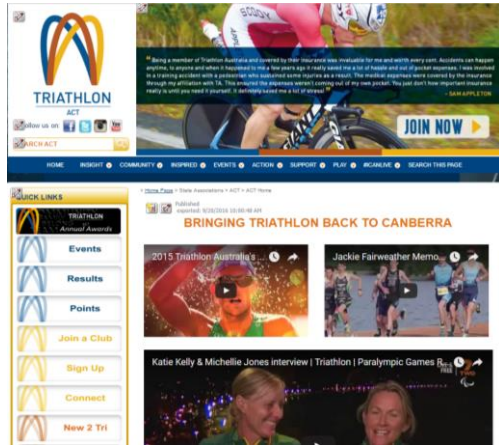 TRIATHLON
ACT
ollow us on:
You
EARCH ACT
GO
" Being a member of Triathlon Australia and covered by their insurance was invaluable for me and worth every cent. Accidents can happen
anytime, to anyone and when it happened to me a few years ago it really saved me a lot of hassle and out of pocket expenses. I was involved
in a training accident with a pedestrian who sustained some injuries as a result. The medical expenses were covered by the insurance
through my affiliation with TA. This ensured the expenses weren't coming out of my own pocket. You just don't how important insurance
really is until you need it yourself. It definitely saved me a lot of stress! "
- SAM APPLETON
JOIN NOW
HOME INSIGHT COMMUNITY INSPIRED EVENTS ACTION SUPPORT PLAY #ICANLIVE SEARCH THIS PAGE
UICK LINKS
TRIATHLON
Annual Awards
Events
Results
Points
Join a Club
Sign Up
Connect
New 2 Tri
> Home Page > State Associations > ACT > ACT Home
Published
BRINGING TRIATHLON BACK TO CANBERRA
2015 Triathlon Australia's ...
Jackie Fairweather Memo...
Katie Kelly & Michellie Jones interview | Triathlon | Paralympic Games R...